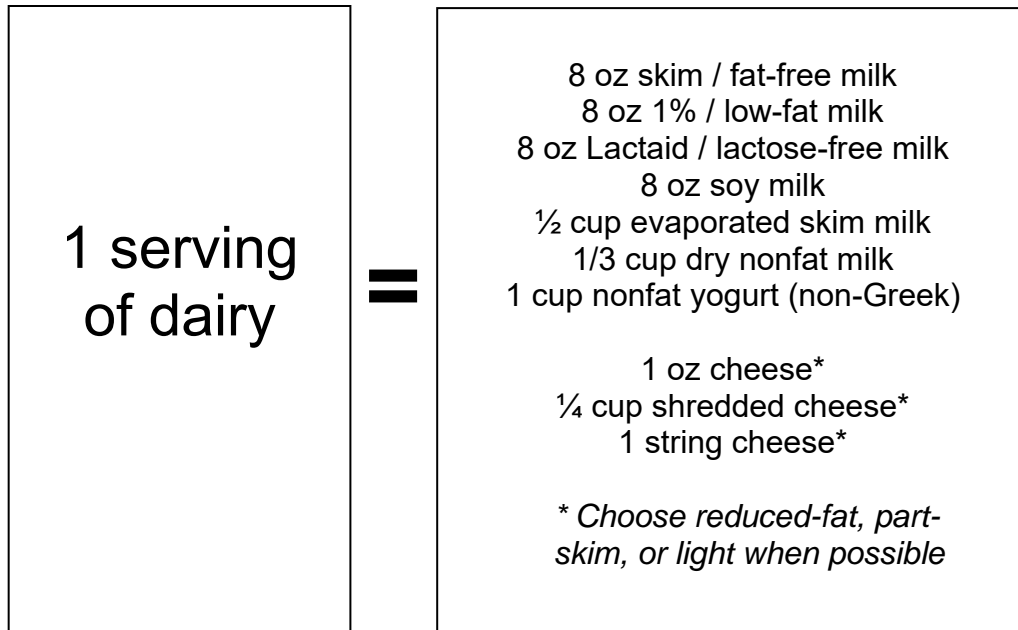 1 serving
of dairy
=
8 oz skim / fat-free milk
8 oz 1% / low-fat milk
8 oz Lactaid / lactose-free milk
8 oz soy milk
½ cup evaporated skim milk
1/3 cup dry nonfat milk
1 cup nonfat yogurt (non-Greek)
1 oz cheese*
¼ cup shredded cheese*
1 string cheese*
* Choose reduced-fat, part-
skim, or light when possible